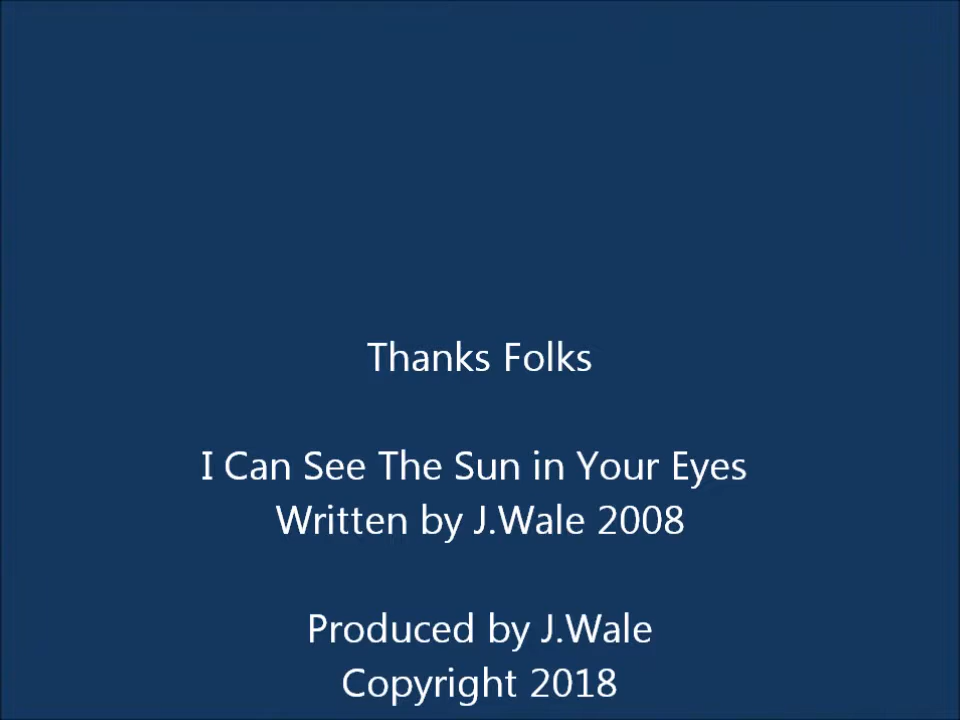 Thanks Folks
I Can See The Sun in Your Eyes
Written by J.Wale 2008
Produced by J.Wale
Copyright 2018